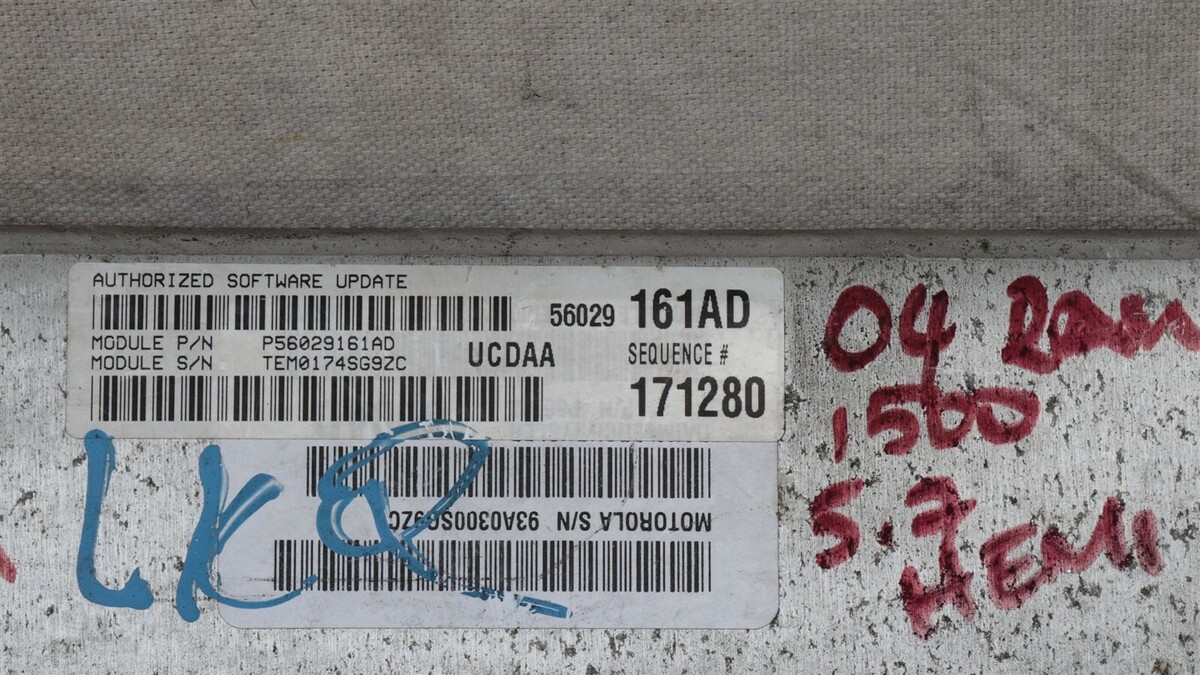 AUTHORIZED SOFTWARE UPDATE
56029 161AD
MODULE P/N P56029161AD
MODULE S/N TEM0174SG9ZC
UCDAA
SEQUENCE #
171280
LKQ
MOTOROLA S/N 93A0300SG9ZC
04 Ram
1500
5.7
HEMI